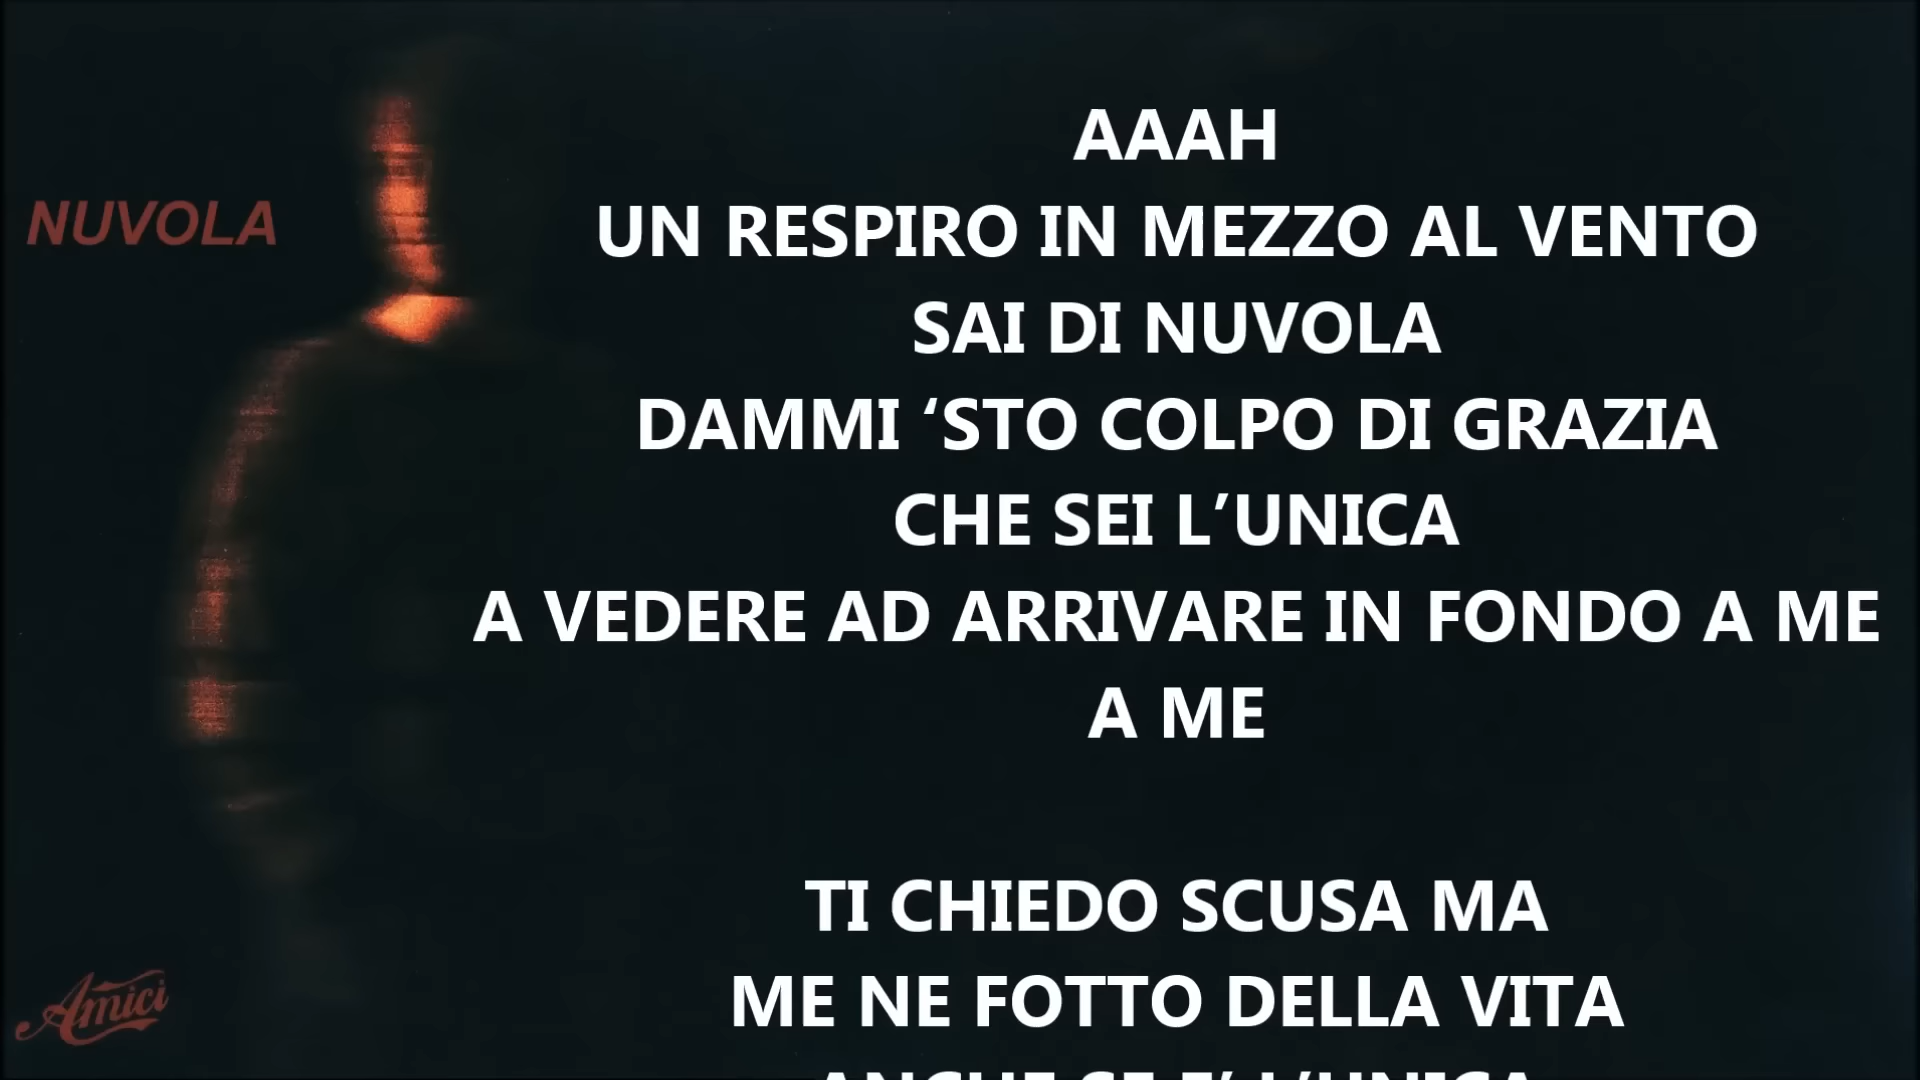 NUVOLA
AAAH
UN RESPIRO IN MEZZO AL VENTO
SAI DI NUVOLA
DAMMI ‘STO COLPO DI GRAZIA
CHE SEI L’UNICA
A VEDERE AD ARRIVARE IN FONDO A ME
A ME
TI CHIEDO SCUSA MA
ME NE FOTTO DELLA VITA
ANCHE SE E’ L’UNICA
Amici